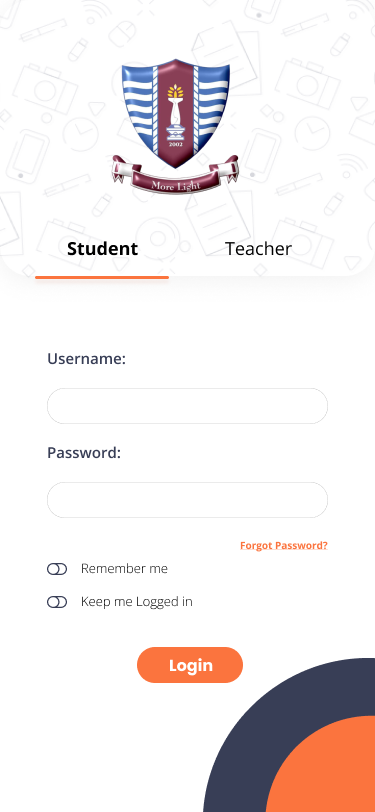 2002
More Light
Student
Teacher
Username:
Password:
Forgot Password?
Remember me
Keep me Logged in
Login